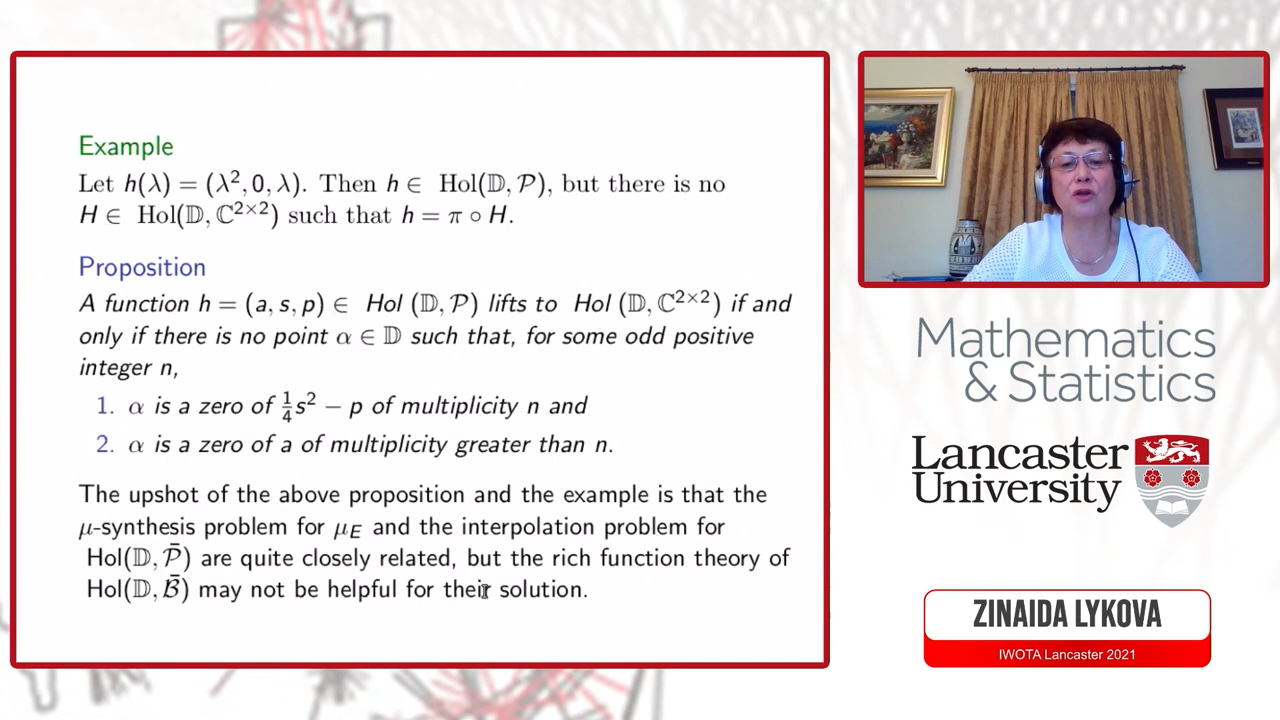 Example
Let h(λ) = (λ², 0, λ). Then h ∈ Hol(𝔻, 𝒫), but there is no
H ∈ Hol(𝔻, ℂ²ˣ²) such that h = π ∘ H.
Proposition
A function h = (a, s, p) ∈ Hol (𝔻, 𝒫) lifts to Hol (𝔻, ℂ²ˣ²) if and
only if there is no point α ∈ 𝔻 such that, for some odd positive
integer n,
1. α is a zero of ¼s² − p of multiplicity n and
2. α is a zero of a of multiplicity greater than n.
The upshot of the above proposition and the example is that the
μ-synthesis problem for μ_E and the interpolation problem for
Hol(𝔻, 𝒫̄) are quite closely related, but the rich function theory of
Hol(𝔻, ℬ̄) may not be helpful for their solution.
Mathematics
& Statistics
Lancaster
University
ZINAIDA LYKOVA
IWOTA Lancaster 2021